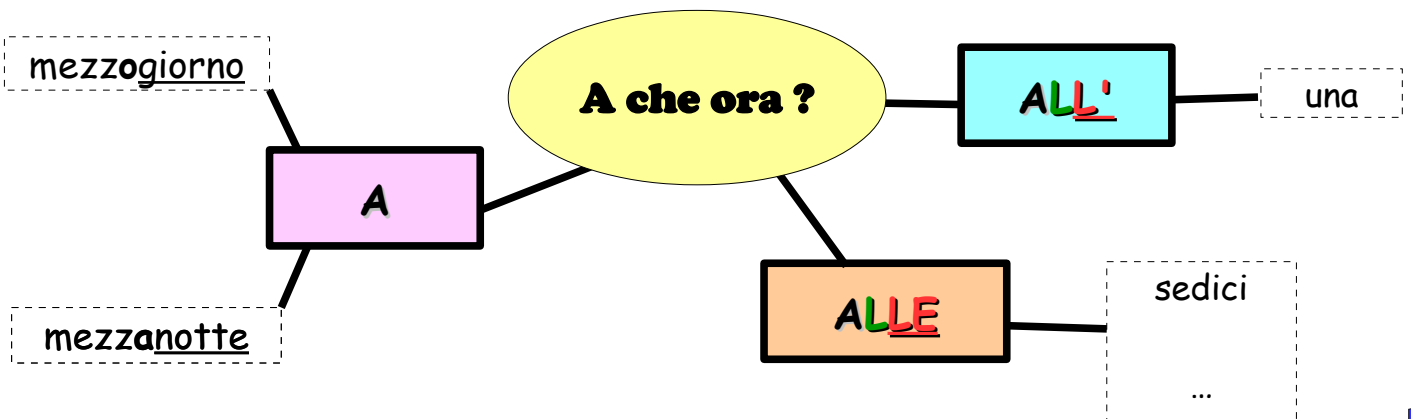 A che ora ?
mezzogiorno
A
mezzanotte
ALL'
una
ALLE
sedici
...